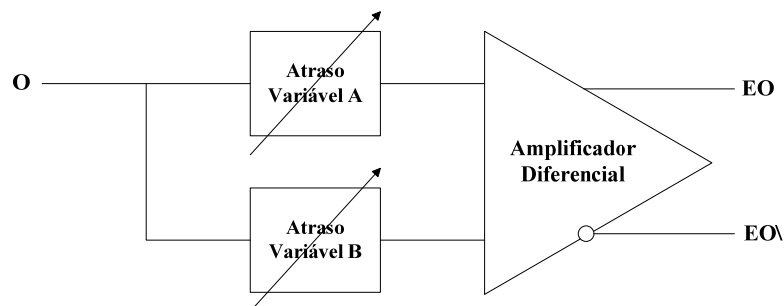 O
Atraso
Variável A
Atraso
Variável B
Amplificador
Diferencial
EO
EO\